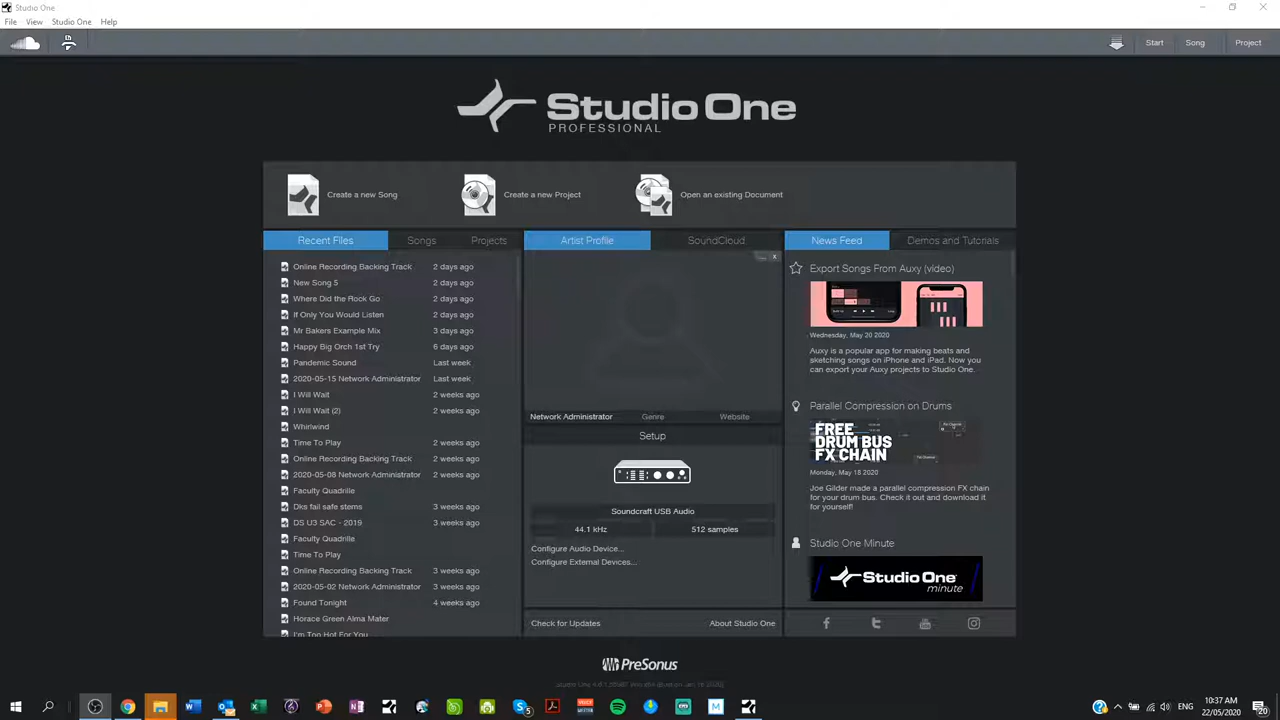 Studio One
File View Studio One Help
Start Song Project
Studio One
PROFESSIONAL
Create a new Song
Create a new Project
Open an existing Document
Recent Files Songs Projects
Online Recording Backing Track 2 days ago
New Song 5 2 days ago
Where Did the Rock Go 2 days ago
If Only You Would Listen 2 days ago
Mr Bakers Example Mix 3 days ago
Happy Big Orch 1st Try 6 days ago
Pandemic Sound Last week
2020-05-15 Network Administrator Last week
I Will Wait 2 weeks ago
I Will Wait (2) 2 weeks ago
Whirlwind
Time To Play 2 weeks ago
Online Recording Backing Track 2 weeks ago
2020-05-08 Network Administrator 2 weeks ago
Faculty Quadrille
Dks fail safe stems 3 weeks ago
DS U3 SAC - 2019 3 weeks ago
Faculty Quadrille
Time To Play
Online Recording Backing Track 3 weeks ago
2020-05-02 Network Administrator 3 weeks ago
Found Tonight 4 weeks ago
Horace Green Alma Mater
I'm Too Hot For You
Artist Profile SoundCloud
Network Administrator Genre Website
Setup
Soundcraft USB Audio
44.1 kHz 512 samples
Configure Audio Device...
Configure External Devices...
Check for Updates About Studio One
News Feed Demos and Tutorials
Export Songs From Auxy (video)
Wednesday, May 20 2020
Auxy is a popular app for making beats and
sketching songs on iPhone and iPad. Now you
can export your Auxy projects to Studio One.
Parallel Compression on Drums
FREE
DRUM BUS
FX CHAIN
Monday, May 18 2020
Joe Gilder made a parallel compression FX chain
for your drum bus. Check it out and download it
for yourself!
Studio One Minute
Studio One
minute
PreSonus
ENG
10:37 AM
22/05/2020
20